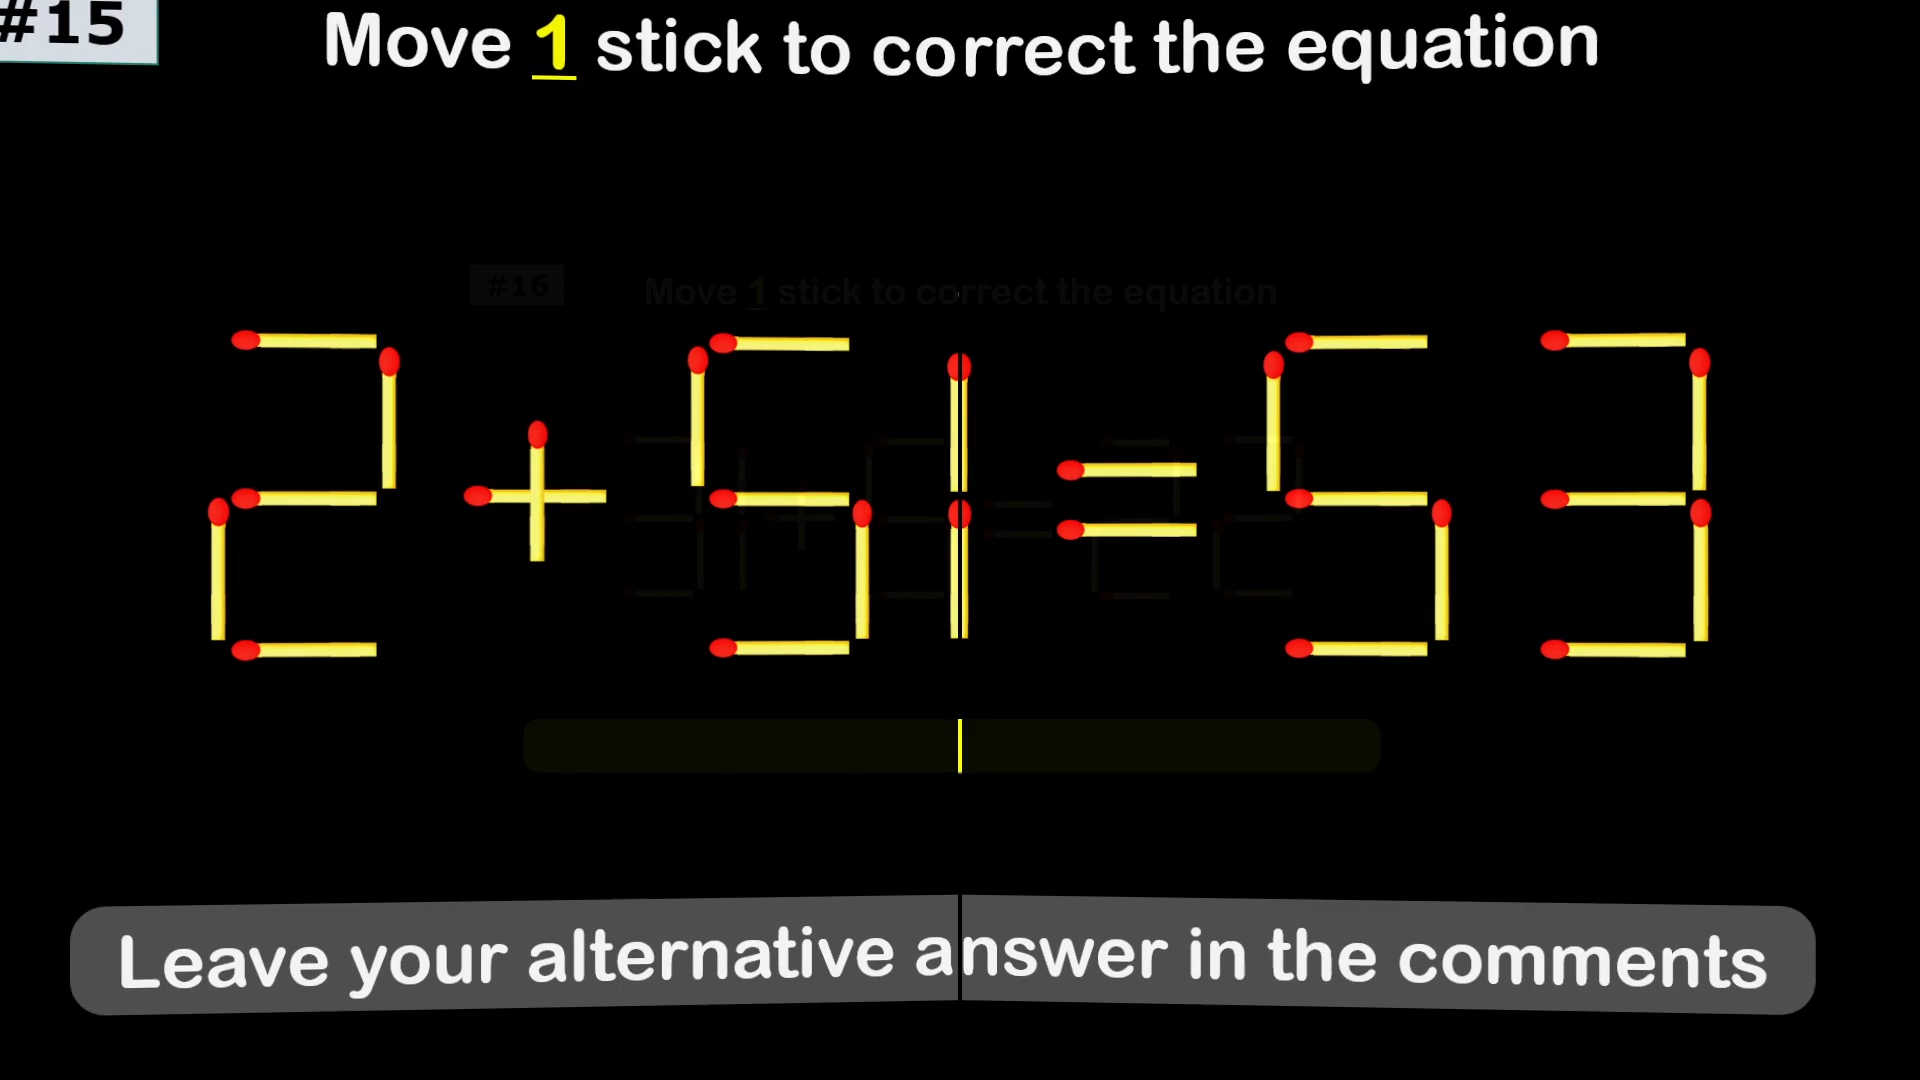 #15
Move 1 stick to correct the equation
#16
Move 1 stick to correct the equation
2 + 51 = 53
Leave your alternative answer in the comments